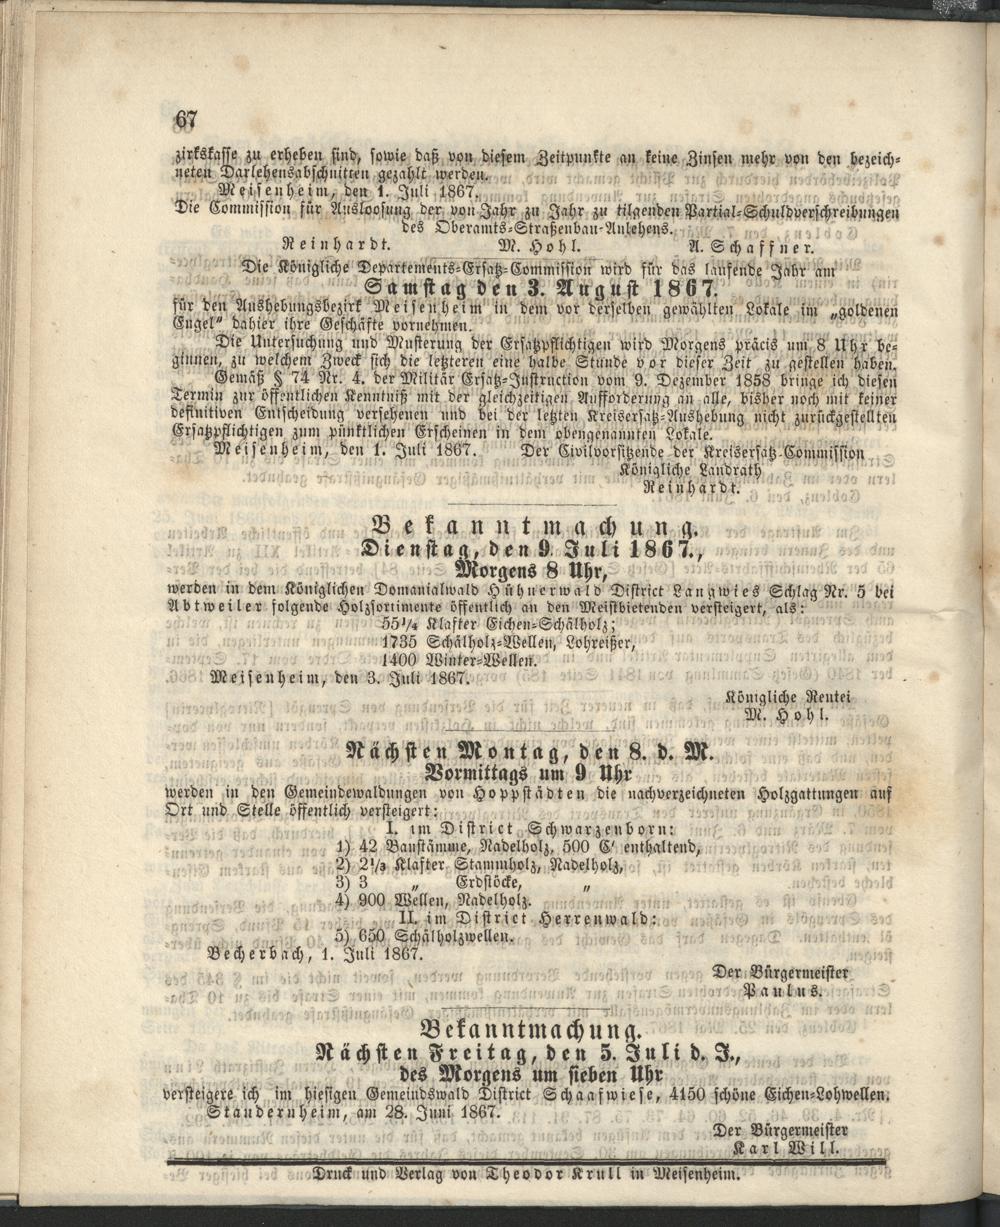 67
zirkskasse zu erheben sind, sowie daß von diesem Zeitpunkte an keine Zinsen mehr von den bezeich-
neten Darlehensabschnitten gezahlt werden.
Meisenheim, den 1. Juli 1867.
Die Commission für Ausloosung der von Jahr zu Jahr zu tilgenden Partial-Schuldverschreibungen
des Oberamts-Straßenbau-Anlehens.
Reinhardt. M. Hohl. A. Schaffner.
Die Königliche Departements-Ersatz-Commission wird für das laufende Jahr am
Samstag den 3. August 1867.
für den Aushebungsbezirk Meisenheim in dem vor derselben gewählten Lokale im „goldenen
Engel“ dahier ihre Geschäfte vornehmen.
Die Untersuchung und Musterung der Ersatzpflichtigen wird Morgens präcis um 8 Uhr be-
ginnen, zu welchem Zweck sich die letzteren eine halbe Stunde vor dieser Zeit zu gestellen haben.
Gemäß § 74 Nr. 4. der Militär Ersatz-Instruction vom 9. Dezember 1858 bringe ich diesen
Termin zur öffentlichen Kenntniß mit der gleichzeitigen Aufforderung an alle, bisher noch mit keiner
definitiven Entscheidung versehenen und bei der letzten Kreisersatz-Aushebung nicht zurückgestellten
Ersatzpflichtigen zum pünktlichen Erscheinen in dem obengenannten Lokale.
Meisenheim, den 1. Juli 1867. Der Civilvorsitzende der Kreisersatz-Commission
Königliche Landrath
Reinhardt.
Bekanntmachung.
Dienstag, den 9. Juli 1867.,
Morgens 8 Uhr,
werden in dem Königlichen Domanialwald Hühnerwald District Langwies Schlag Nr. 5 bei
Abtweiler folgende Holzsortimente öffentlich an den Meistbietenden versteigert, als:
55¼ Klafter Eichen-Schälholz;
1735 Schälholz-Wellen, Lohreißer,
1400 Winter-Wellen.
Meisenheim, den 3. Juli 1867.
Königliche Rentei
M. Hohl.
Nächsten Montag, den 8. d. M.
Vormittags um 9 Uhr
werden in den Gemeindewaldungen von Hoppstädten die nachverzeichneten Holzgattungen auf
Ort und Stelle öffentlich versteigert:
I. im District Schwarzenborn:
1) 42 Baustämme, Nadelholz, 500 C' enthaltend,
2) 2⅓ Klafter Stammholz, Nadelholz,
3) 3 „ Erdstöcke, „
4) 900 Wellen, Nadelholz.
II. im District Herrenwald:
5) 650 Schälholzwellen.
Becherbach, 1. Juli 1867.
Der Bürgermeister
Paulus.
Bekanntmachung.
Nächsten Freitag, den 5. Juli d. J.,
des Morgens um sieben Uhr
versteigere ich im hiesigen Gemeindswald District Schaafwiese, 4150 schöne Eichen-Lohwellen.
Staudernheim, am 28. Juni 1867.
Der Bürgermeister
Karl Will.
Druck und Verlag von Theodor Krull in Meisenheim.